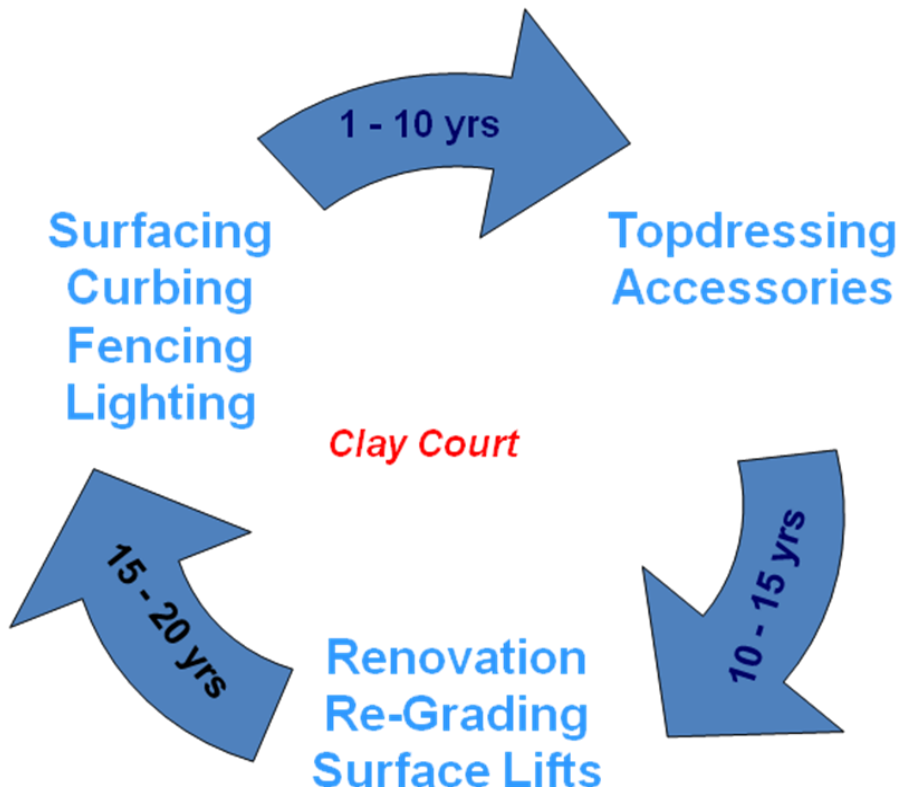 1 - 10 yrs
Surfacing
Curbing
Fencing
Lighting
Topdressing
Accessories
Clay Court
10 - 15 yrs
15 - 20 yrs
Renovation
Re-Grading
Surface Lifts